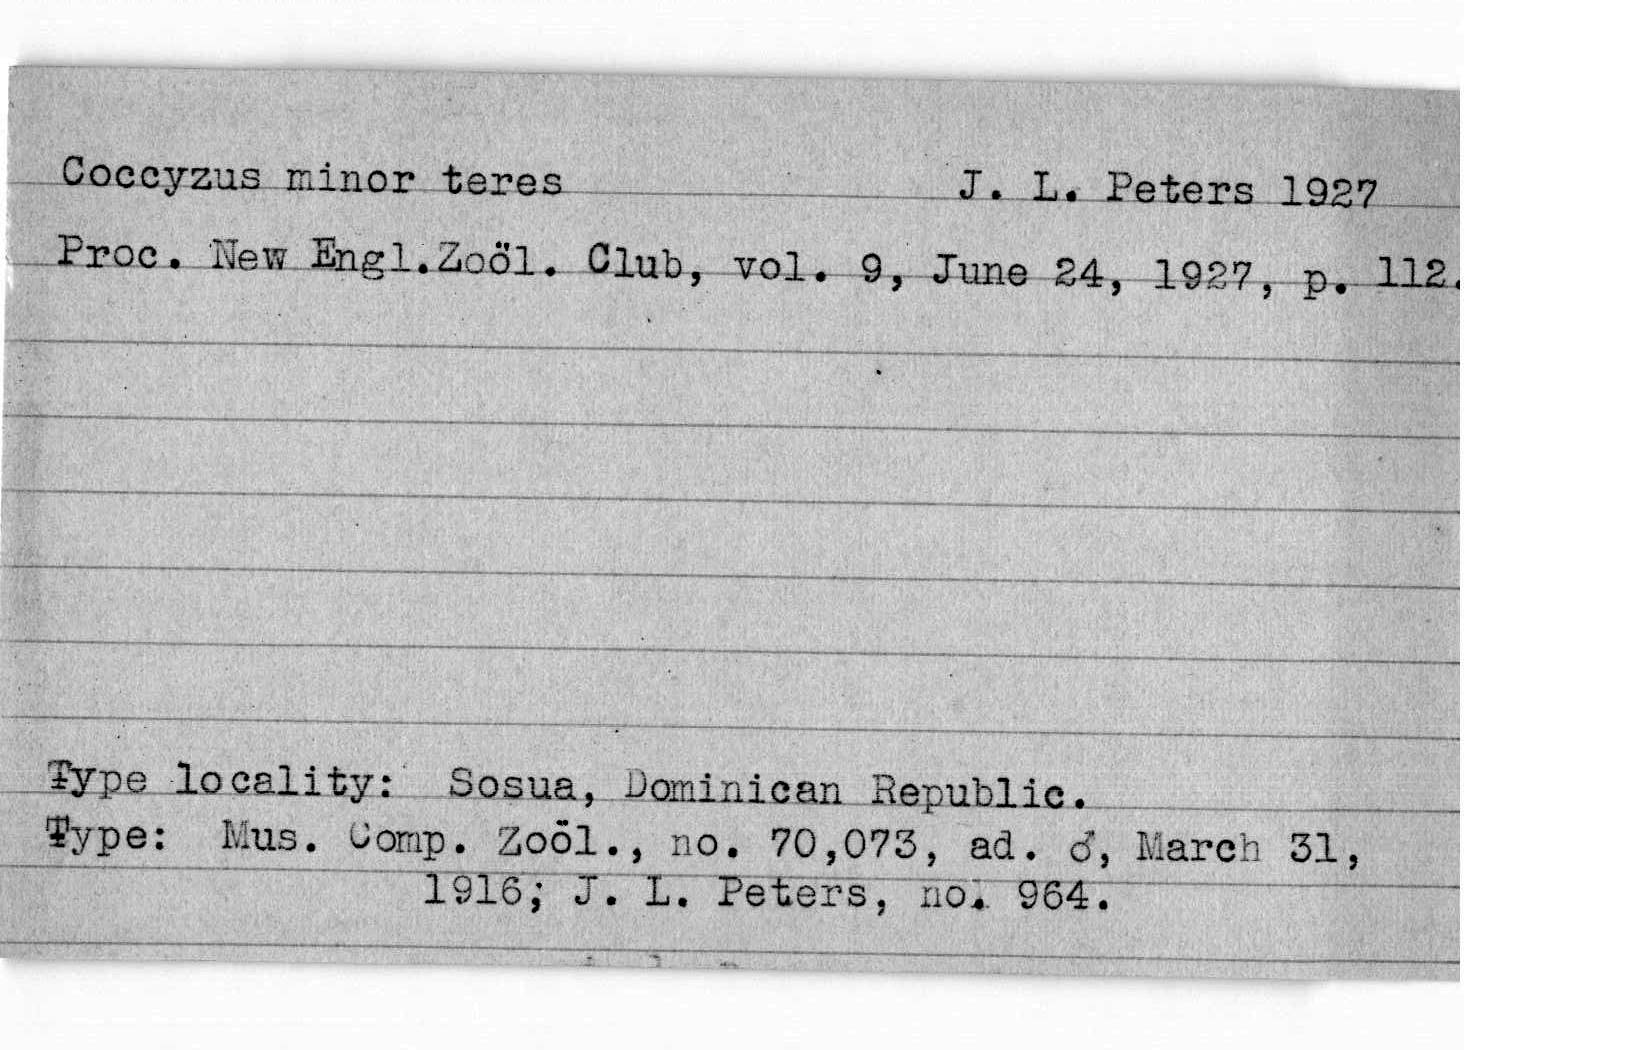 Coccyzus minor teres J. L. Peters 1927
Proc. New Engl.Zoöl. Club, vol. 9, June 24, 1927, p. 112.
Type locality: Sosua, Dominican Republic.
Type: Mus. Comp. Zoöl., no. 70,073, ad. ♂, March 31,
1916; J. L. Peters, no. 964.